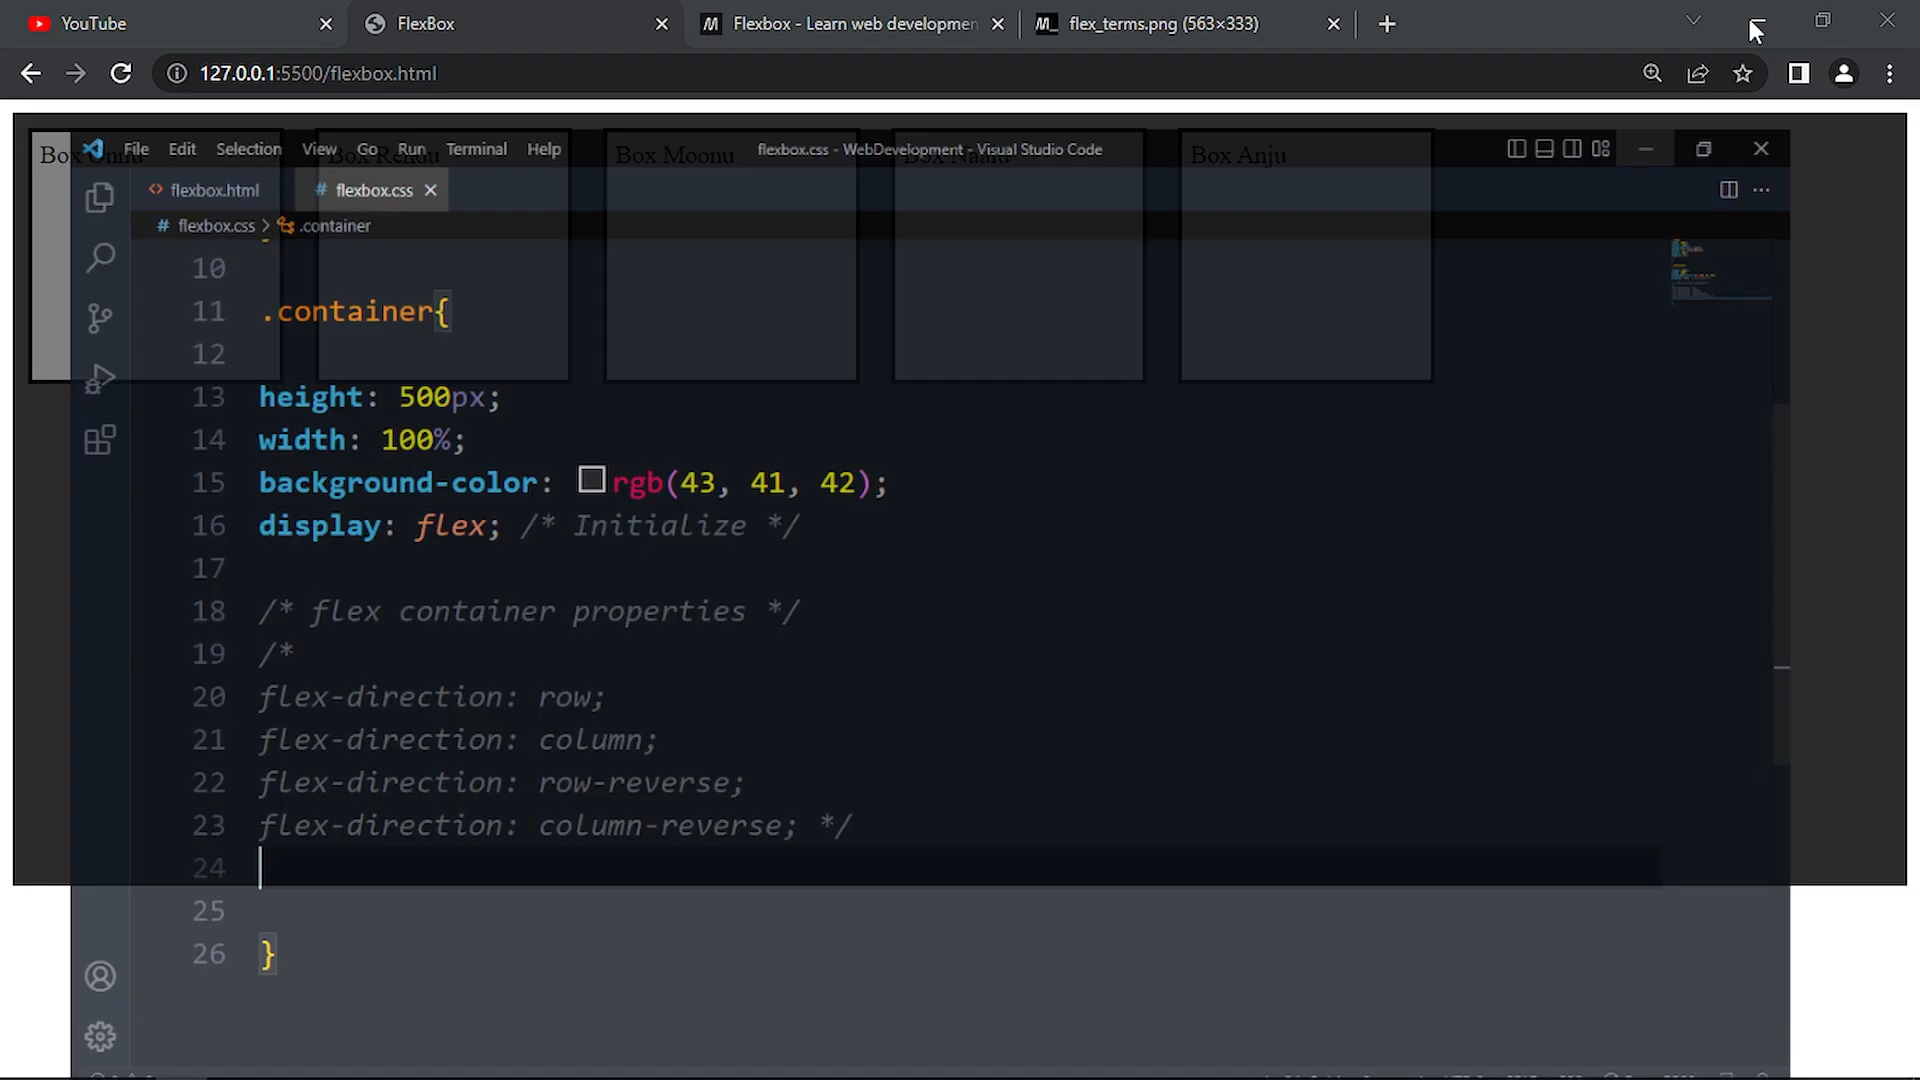 YouTube
FlexBox
Flexbox - Learn web developmen
flex_terms.png (563×333)
127.0.0.1:5500/flexbox.html
Box Onnu
Box Rendu
Box Moonu
Box Naalu
Box Anju
File Edit Selection View Go Run Terminal Help
flexbox.css - WebDevelopment - Visual Studio Code
flexbox.html
# flexbox.css
# flexbox.css > .container
10
11 .container{
12
13 height: 500px;
14 width: 100%;
15 background-color: rgb(43, 41, 42);
16 display: flex; /* Initialize */
17
18 /* flex container properties */
19 /*
20 flex-direction: row;
21 flex-direction: column;
22 flex-direction: row-reverse;
23 flex-direction: column-reverse; */
24
25
26 }